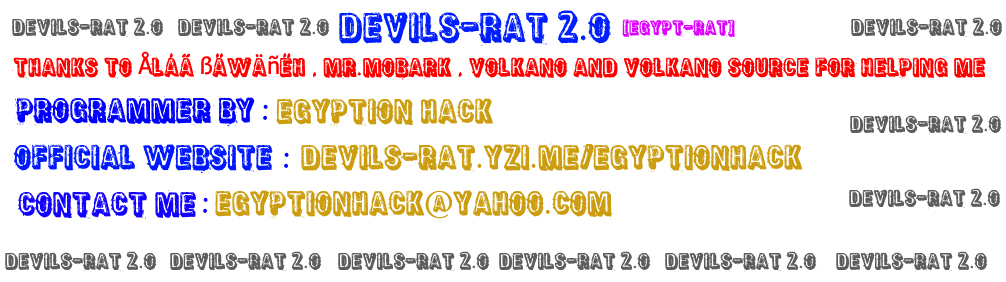 DEVILS-RAT 2.0 DEVILS-RAT 2.0 DEVILS-RAT 2.0 [EGYPT-RAT] DEVILS-RAT 2.0
THANKS TO ÅLÁÃ ßÄWÄñËH , MR.MOBARK , VOLKANO AND VOLKANO SOURCE FOR HELPING ME
PROGRAMMER BY : EGYPTION HACK
DEVILS-RAT 2.0
OFFICIAL WEBSITE : DEVILS-RAT.YZI.ME/EGYPTIONHACK
CONTACT ME : EGYPTIONHACK@YAHOO.COM
DEVILS-RAT 2.0
DEVILS-RAT 2.0 DEVILS-RAT 2.0 DEVILS-RAT 2.0 DEVILS-RAT 2.0 DEVILS-RAT 2.0 DEVILS-RAT 2.0